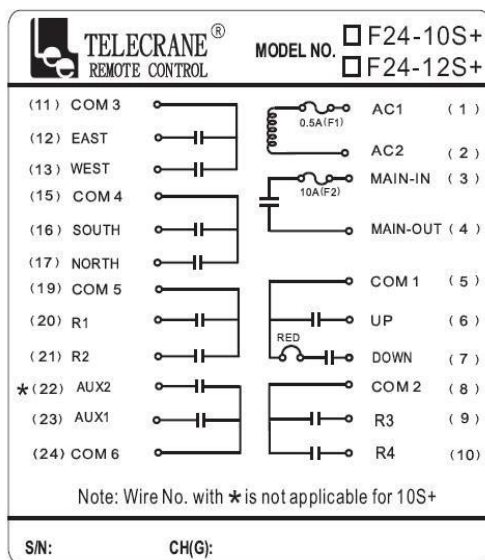 Lee TELECRANE ®
REMOTE CONTROL
MODEL NO. ☐ F24-10S+
☐ F24-12S+
(11) COM 3
(12) EAST
(13) WEST
(15) COM 4
(16) SOUTH
(17) NORTH
(19) COM 5
(20) R1
(21) R2
*(22) AUX2
(23) AUX1
(24) COM 6
0.5A(F1)
AC1 (1)
AC2 (2)
10A(F2)
MAIN-IN (3)
MAIN-OUT (4)
COM 1 (5)
UP (6)
RED
DOWN (7)
COM 2 (8)
R3 (9)
R4 (10)
Note: Wire No. with * is not applicable for 10S+
S/N: CH(G):